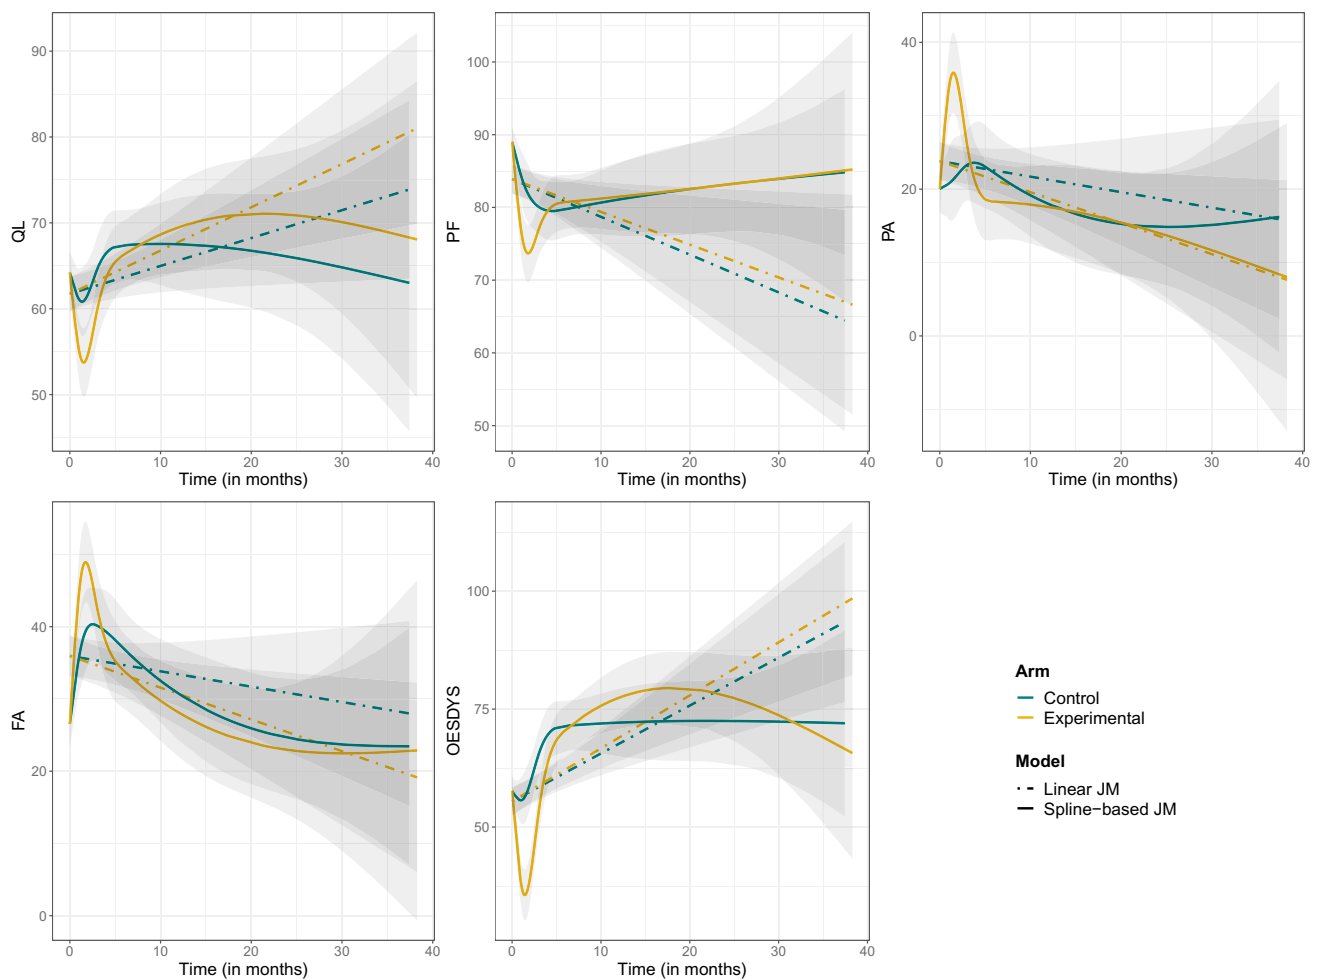 90
80
70
60
50
QL
0 10 20 30 40
Time (in months)
100
90
80
70
60
50
PF
0 10 20 30 40
Time (in months)
40
20
0
PA
0 10 20 30 40
Time (in months)
40
20
0
FA
0 10 20 30 40
Time (in months)
100
75
50
OESDYS
0 10 20 30 40
Time (in months)
Arm
Control
Experimental
Model
Linear JM
Spline−based JM